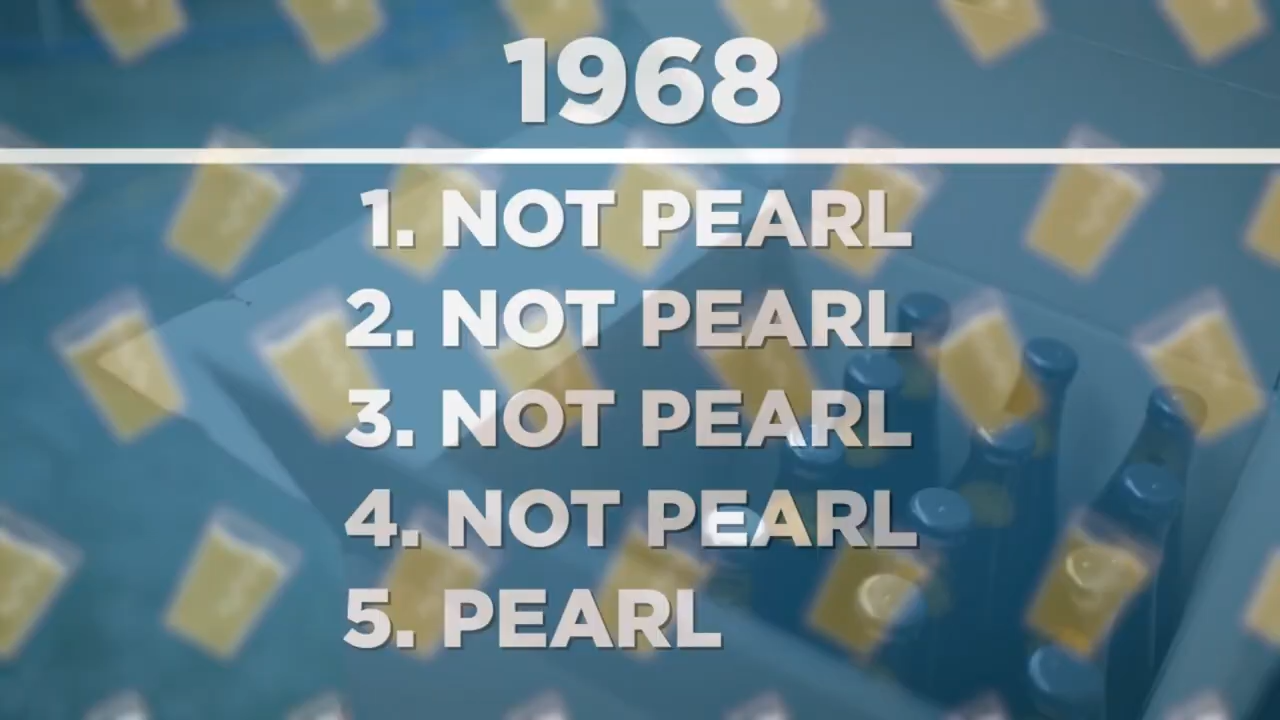 1968
1. NOT PEARL
2. NOT PEARL
3. NOT PEARL
4. NOT PEARL
5. PEARL